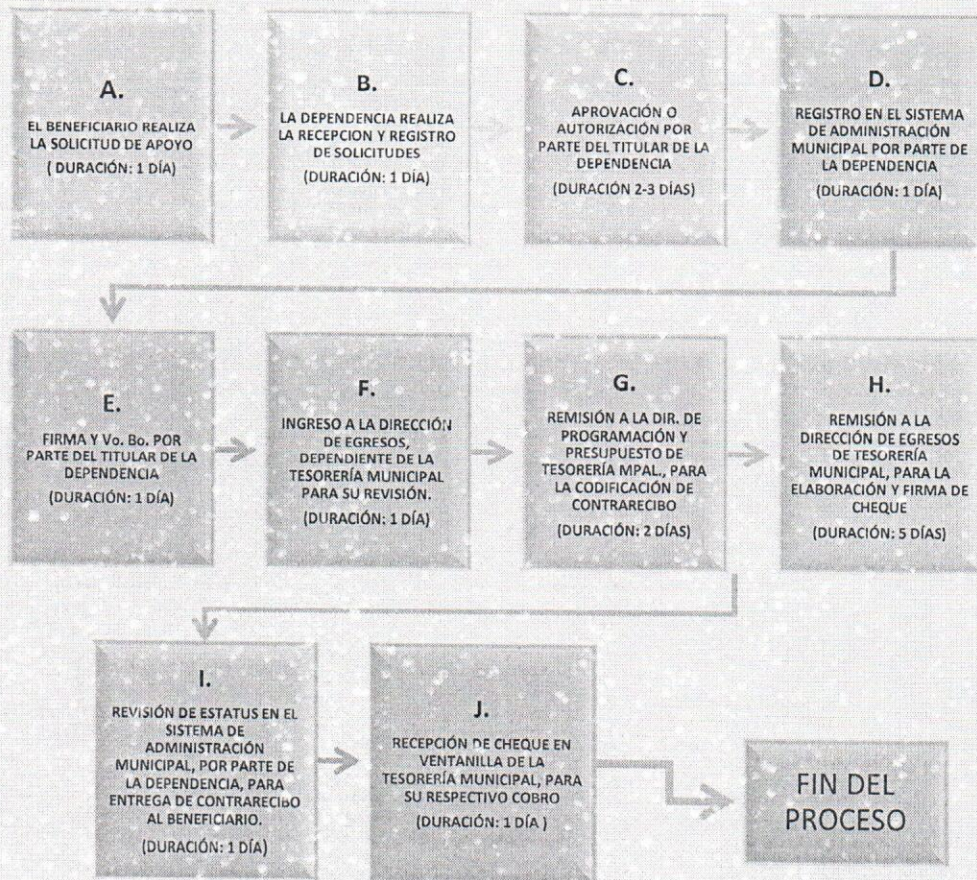 A.
EL BENEFICIARIO REALIZA
LA SOLICITUD DE APOYO
( DURACIÓN: 1 DÍA)
B.
LA DEPENDENCIA REALIZA
LA RECEPCION Y REGISTRO
DE SOLICITUDES
(DURACIÓN: 1 DÍA)
C.
APROVACIÓN O
AUTORIZACIÓN POR
PARTE DEL TITULAR DE LA
DEPENDENCIA
(DURACIÓN 2-3 DÍAS)
D.
REGISTRO EN EL SISTEMA
DE ADMINISTRACIÓN
MUNICIPAL POR PARTE DE
LA DEPENDENCIA
(DURACIÓN: 1 DÍA)
E.
FIRMA Y Vo. Bo. POR
PARTE DEL TITULAR DE LA
DEPENDENCIA
(DURACIÓN: 1 DÍA)
F.
INGRESO A LA DIRECCIÓN
DE EGRESOS,
DEPENDIENTE DE LA
TESORERÍA MUNICIPAL
PARA SU REVISIÓN.
(DURACIÓN: 1 DÍA)
G.
REMISIÓN A LA DIR. DE
PROGRAMACIÓN Y
PRESUPUESTO DE
TESORERÍA MPAL., PARA
LA CODIFICACIÓN DE
CONTRARECIBO
(DURACIÓN: 2 DÍAS)
H.
REMISIÓN A LA
DIRECCIÓN DE EGRESOS
DE TESORERÍA
MUNICIPAL, PARA LA
ELABORACIÓN Y FIRMA DE
CHEQUE
(DURACIÓN: 5 DÍAS)
I.
REVISIÓN DE ESTATUS EN EL
SISTEMA DE
ADMINISTRACIÓN
MUNICIPAL, POR PARTE DE
LA DEPENDENCIA, PARA
ENTREGA DE CONTRARECIBO
AL BENEFICIARIO.
(DURACIÓN: 1 DÍA)
J.
RECEPCIÓN DE CHEQUE EN
VENTANILLA DE LA
TESORERÍA MUNICIPAL, PARA
SU RESPECTIVO COBRO
(DURACIÓN: 1 DÍA )
FIN DEL
PROCESO